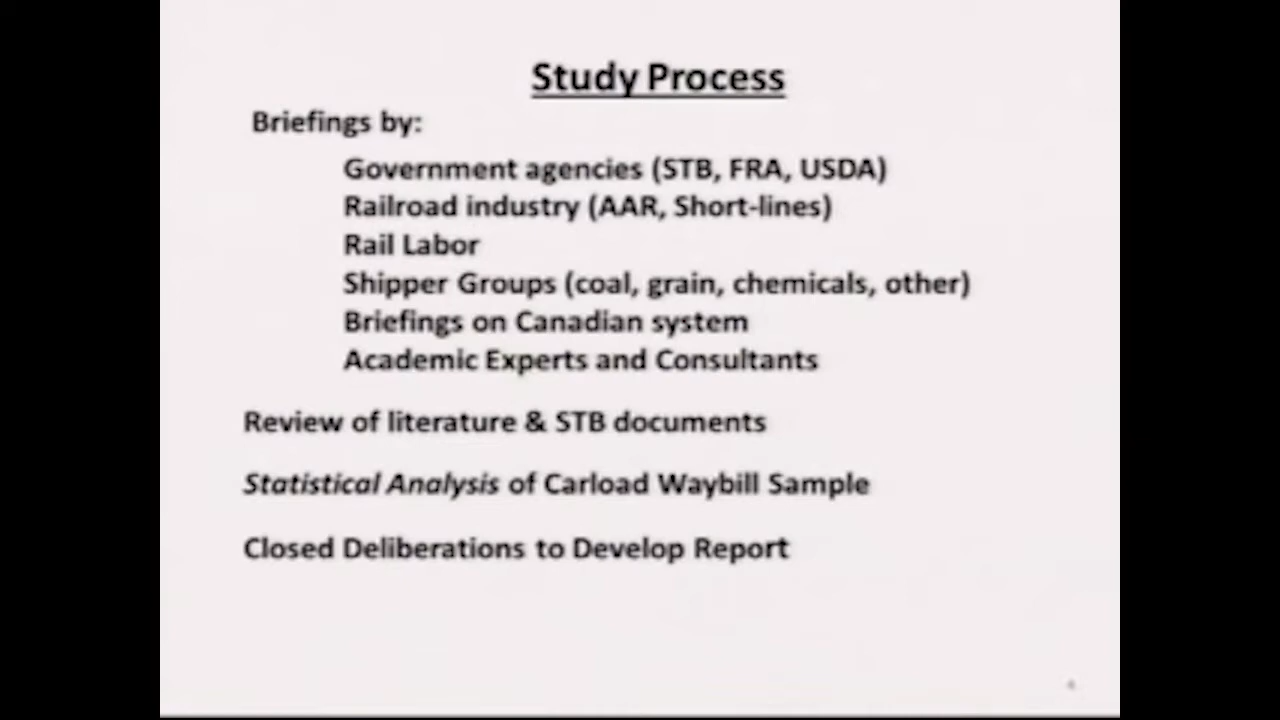 Study Process
Briefings by:
Government agencies (STB, FRA, USDA)
Railroad industry (AAR, Short-lines)
Rail Labor
Shipper Groups (coal, grain, chemicals, other)
Briefings on Canadian system
Academic Experts and Consultants
Review of literature & STB documents
Statistical Analysis of Carload Waybill Sample
Closed Deliberations to Develop Report